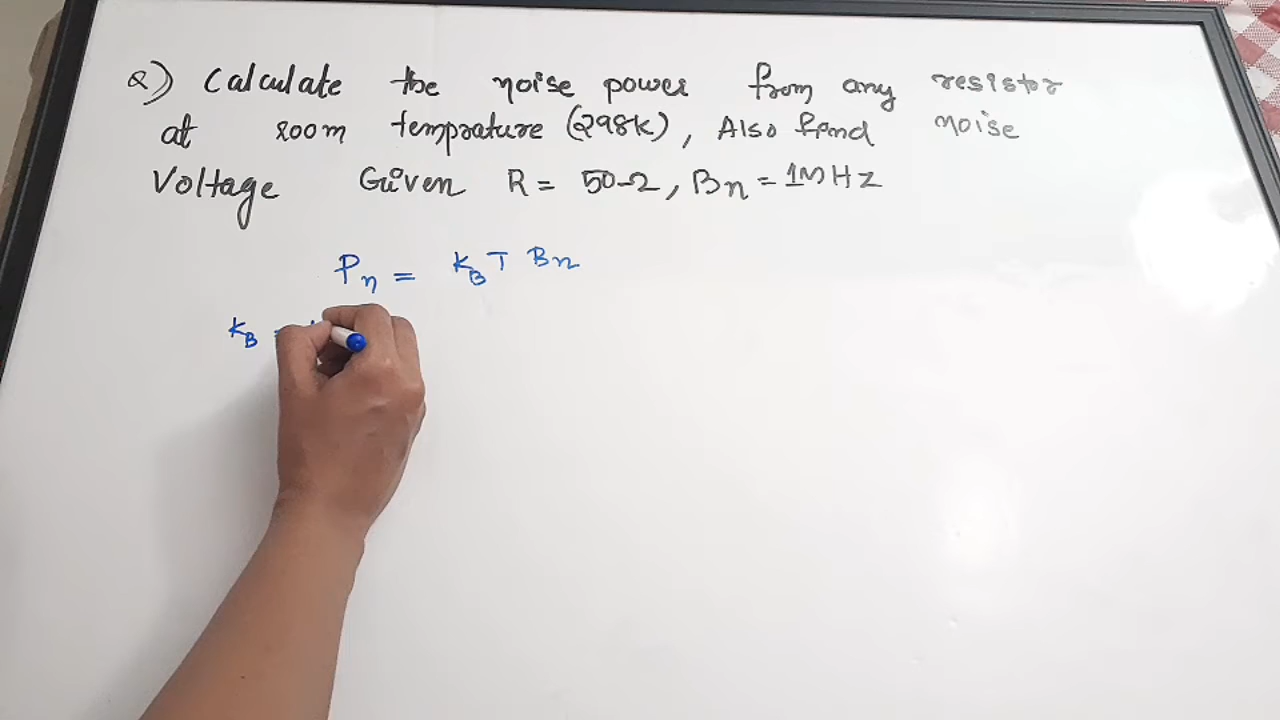 Q) Calculate the noise power from any resistor
at room temprature (298K), Also find noise
Voltage Given R = 50Ω, Bn = 1MHz
Pn = KB T Bn
KB =